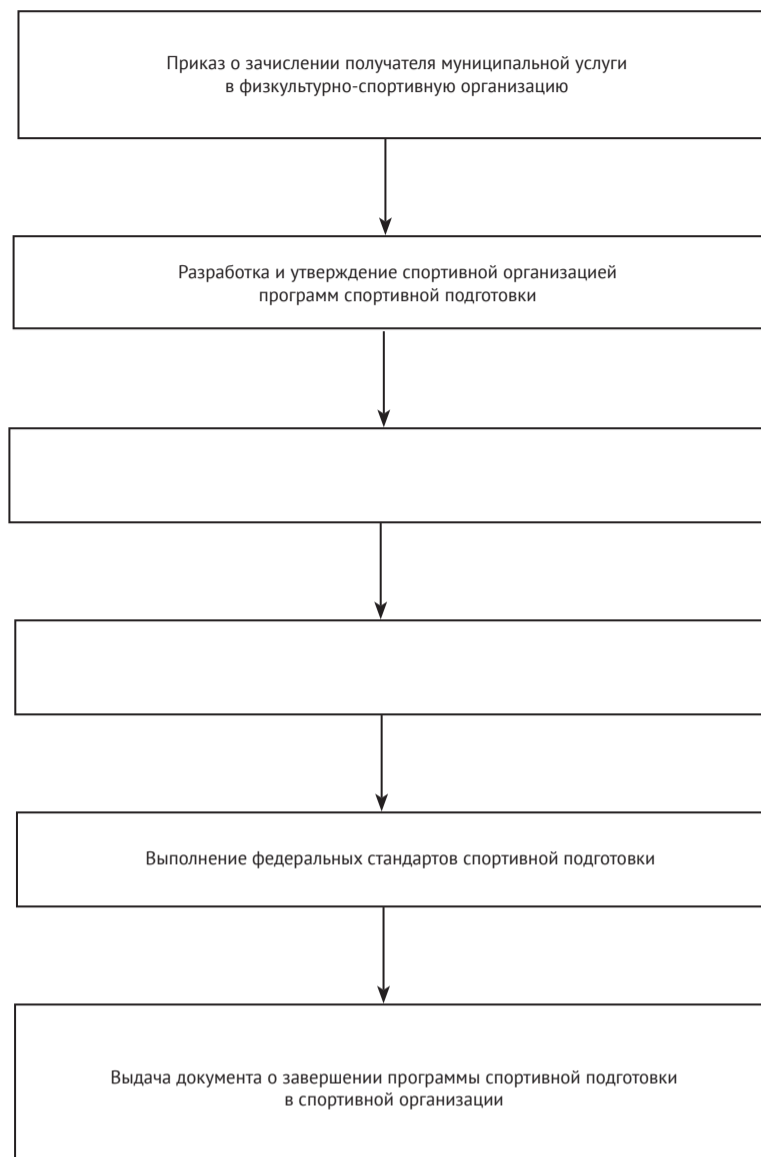 Приказ о зачислении получателя муниципальной услуги
в физкультурно-спортивную организацию
Разработка и утверждение спортивной организацией
программ спортивной подготовки
Выполнение федеральных стандартов спортивной подготовки
Выдача документа о завершении программы спортивной подготовки
в спортивной организации